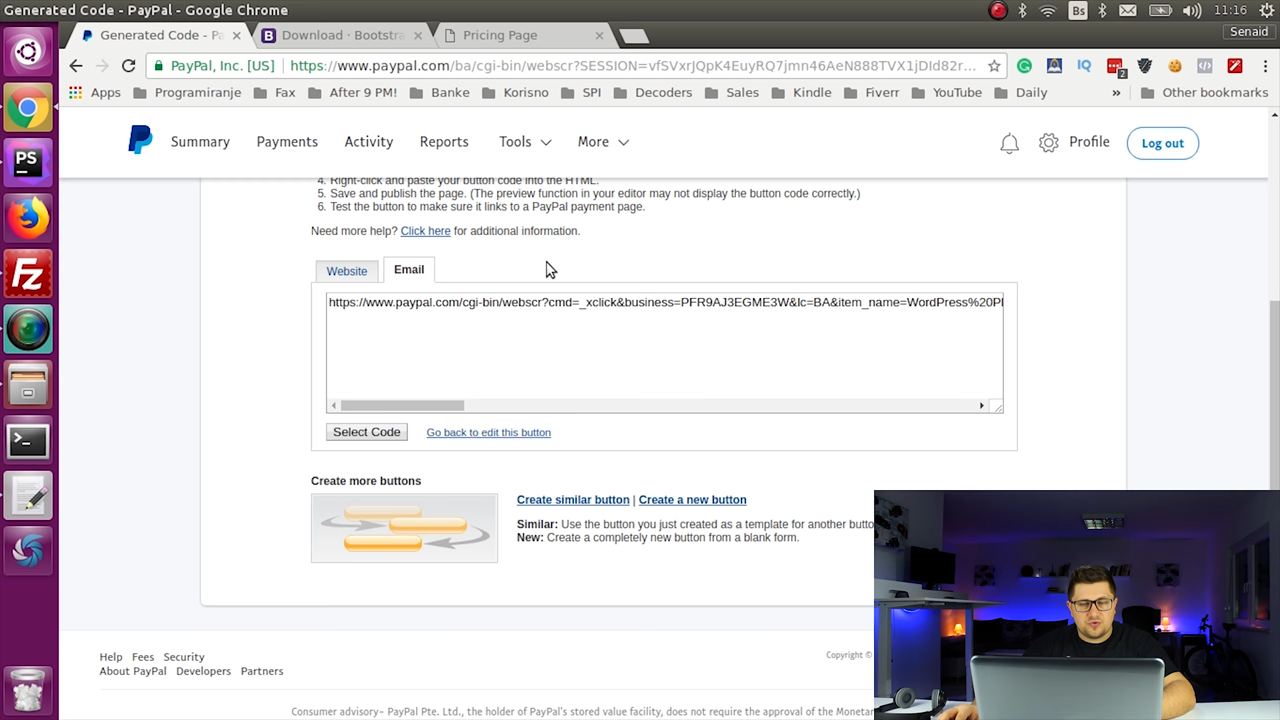 Generated Code - PayPal - Google Chrome
Bs
11:16
Generated Code - P
Download · Bootstra
Pricing Page
Senaid
PayPal, Inc. [US]
https://www.paypal.com/ba/cgi-bin/webscr?SESSION=vfSVxrJQpK4EuyRQ7jmn46AeN888TVX1jDId82r...
IQ
2
Apps
Programiranje
Fax
After 9 PM!
Banke
Korisno
SPI
Decoders
Sales
Kindle
Fiverr
YouTube
Daily
»
Other bookmarks
Summary
Payments
Activity
Reports
Tools
More
Profile
Log out
4. Right-click and paste your button code into the HTML.
5. Save and publish the page. (The preview function in your editor may not display the button code correctly.)
6. Test the button to make sure it links to a PayPal payment page.
Need more help? Click here for additional information.
Website
Email
https://www.paypal.com/cgi-bin/webscr?cmd=_xclick&business=PFR9AJ3EGME3W&lc=BA&item_name=WordPress%20Pl
Select Code
Go back to edit this button
Create more buttons
Create similar button | Create a new button
Similar: Use the button you just created as a template for another butto
New: Create a completely new button from a blank form.
PS
Fz
Help Fees Security
About PayPal Developers Partners
Copyright ©
Consumer advisory- PayPal Pte. Ltd., the holder of PayPal's stored value facility, does not require the approval of the Monetar